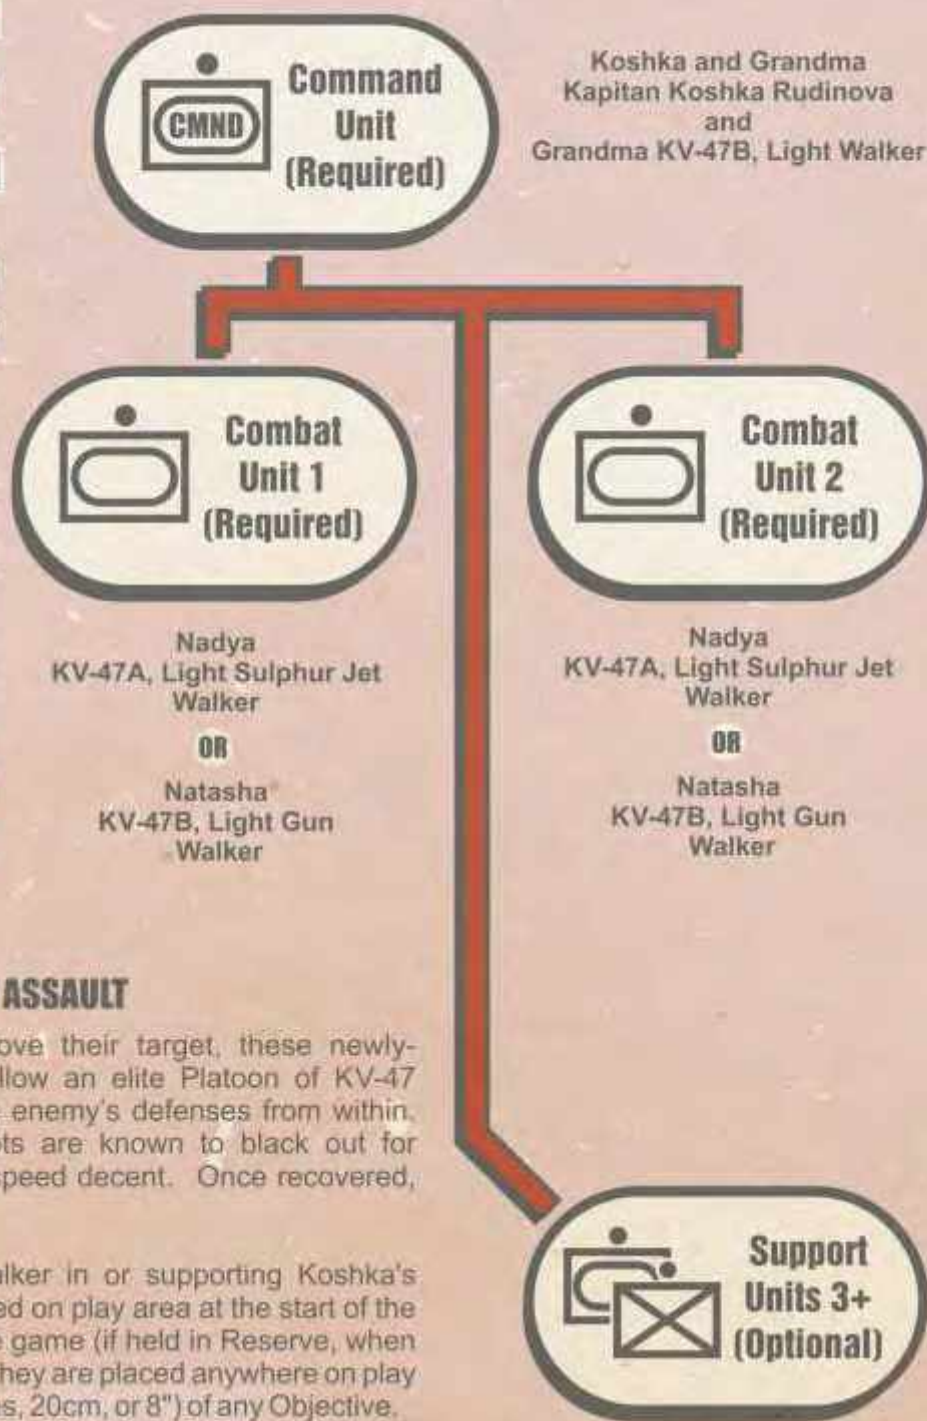 CMND
Command
Unit
(Required)
Koshka and Grandma
Kapitan Koshka Rudinova
and
Grandma KV-47B, Light Walker
Combat
Unit 1
(Required)
Combat
Unit 2
(Required)
Nadya
KV-47A, Light Sulphur Jet
Walker
OR
Natasha
KV-47B, Light Gun
Walker
Nadya
KV-47A, Light Sulphur Jet
Walker
OR
Natasha
KV-47B, Light Gun
Walker
ASSAULT
ove their target, these newly-
llow an elite Platoon of KV-47
enemy's defenses from within.
ts are known to black out for
speed decent. Once recovered,
alker in or supporting Koshka's
ed on play area at the start of the
e game (if held in Reserve, when
hey are placed anywhere on play
es, 20cm, or 8") of any Objective.
Support
Units 3+
(Optional)